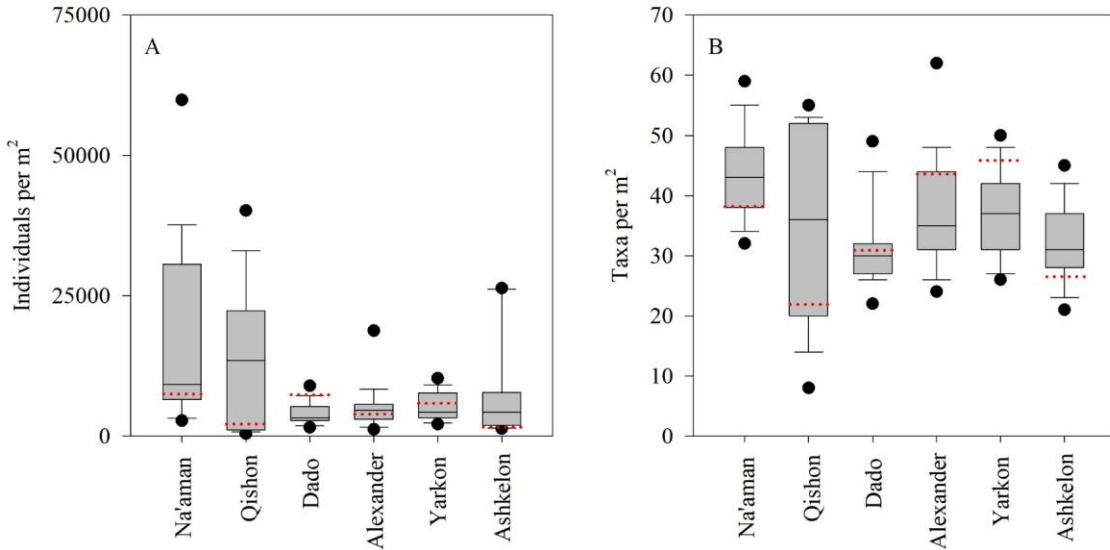 A
Individuals per m²
75000
50000
25000
0
Na'aman
Qishon
Dado
Alexander
Yarkon
Ashkelon
B
Taxa per m²
70
60
50
40
30
20
10
0
Na'aman
Qishon
Dado
Alexander
Yarkon
Ashkelon